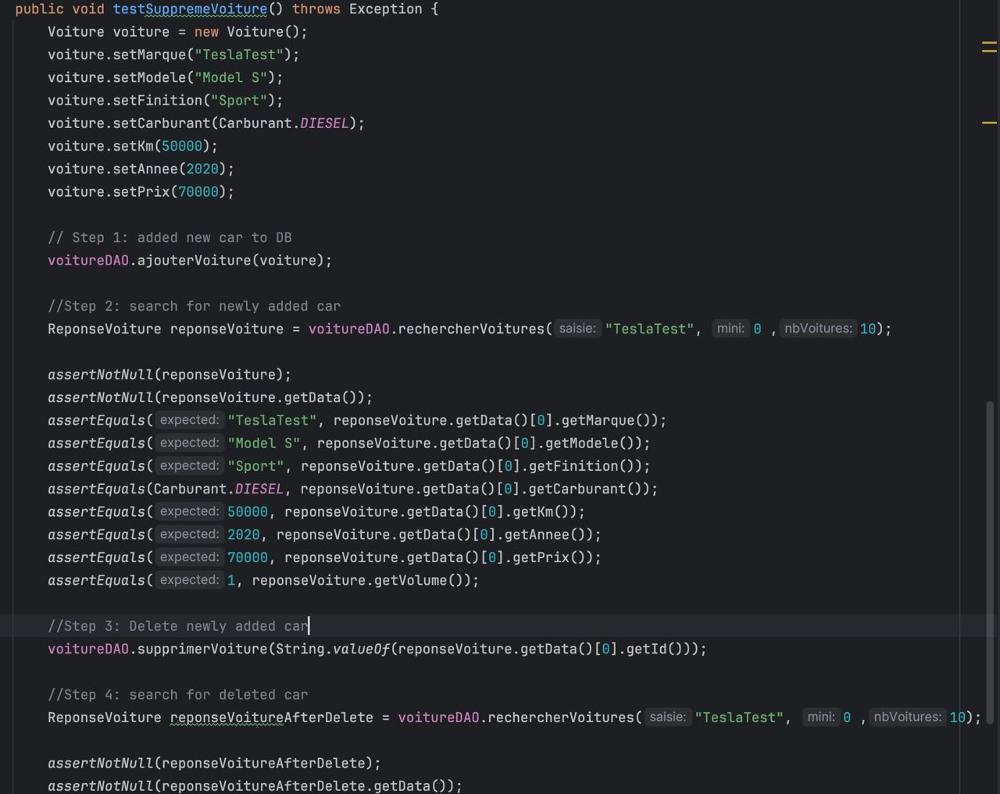 public void testSuppremeVoiture() throws Exception {
Voiture voiture = new Voiture();
voiture.setMarque("TeslaTest");
voiture.setModele("Model S");
voiture.setFinition("Sport");
voiture.setCarburant(Carburant.DIESEL);
voiture.setKm(50000);
voiture.setAnnee(2020);
voiture.setPrix(70000);
// Step 1: added new car to DB
voitureDAO.ajouterVoiture(voiture);
//Step 2: search for newly added car
ReponseVoiture reponseVoiture = voitureDAO.rechercherVoitures( saisie: "TeslaTest", mini: 0 , nbVoitures: 10);
assertNotNull(reponseVoiture);
assertNotNull(reponseVoiture.getData());
assertEquals( expected: "TeslaTest", reponseVoiture.getData()[0].getMarque());
assertEquals( expected: "Model S", reponseVoiture.getData()[0].getModele());
assertEquals( expected: "Sport", reponseVoiture.getData()[0].getFinition());
assertEquals(Carburant.DIESEL, reponseVoiture.getData()[0].getCarburant());
assertEquals( expected: 50000, reponseVoiture.getData()[0].getKm());
assertEquals( expected: 2020, reponseVoiture.getData()[0].getAnnee());
assertEquals( expected: 70000, reponseVoiture.getData()[0].getPrix());
assertEquals( expected: 1, reponseVoiture.getVolume());
//Step 3: Delete newly added car
voitureDAO.supprimerVoiture(String.valueOf(reponseVoiture.getData()[0].getId()));
//Step 4: search for deleted car
ReponseVoiture reponseVoitureAfterDelete = voitureDAO.rechercherVoitures( saisie: "TeslaTest", mini: 0 , nbVoitures: 10);
assertNotNull(reponseVoitureAfterDelete);
assertNotNull(reponseVoitureAfterDelete.getData());